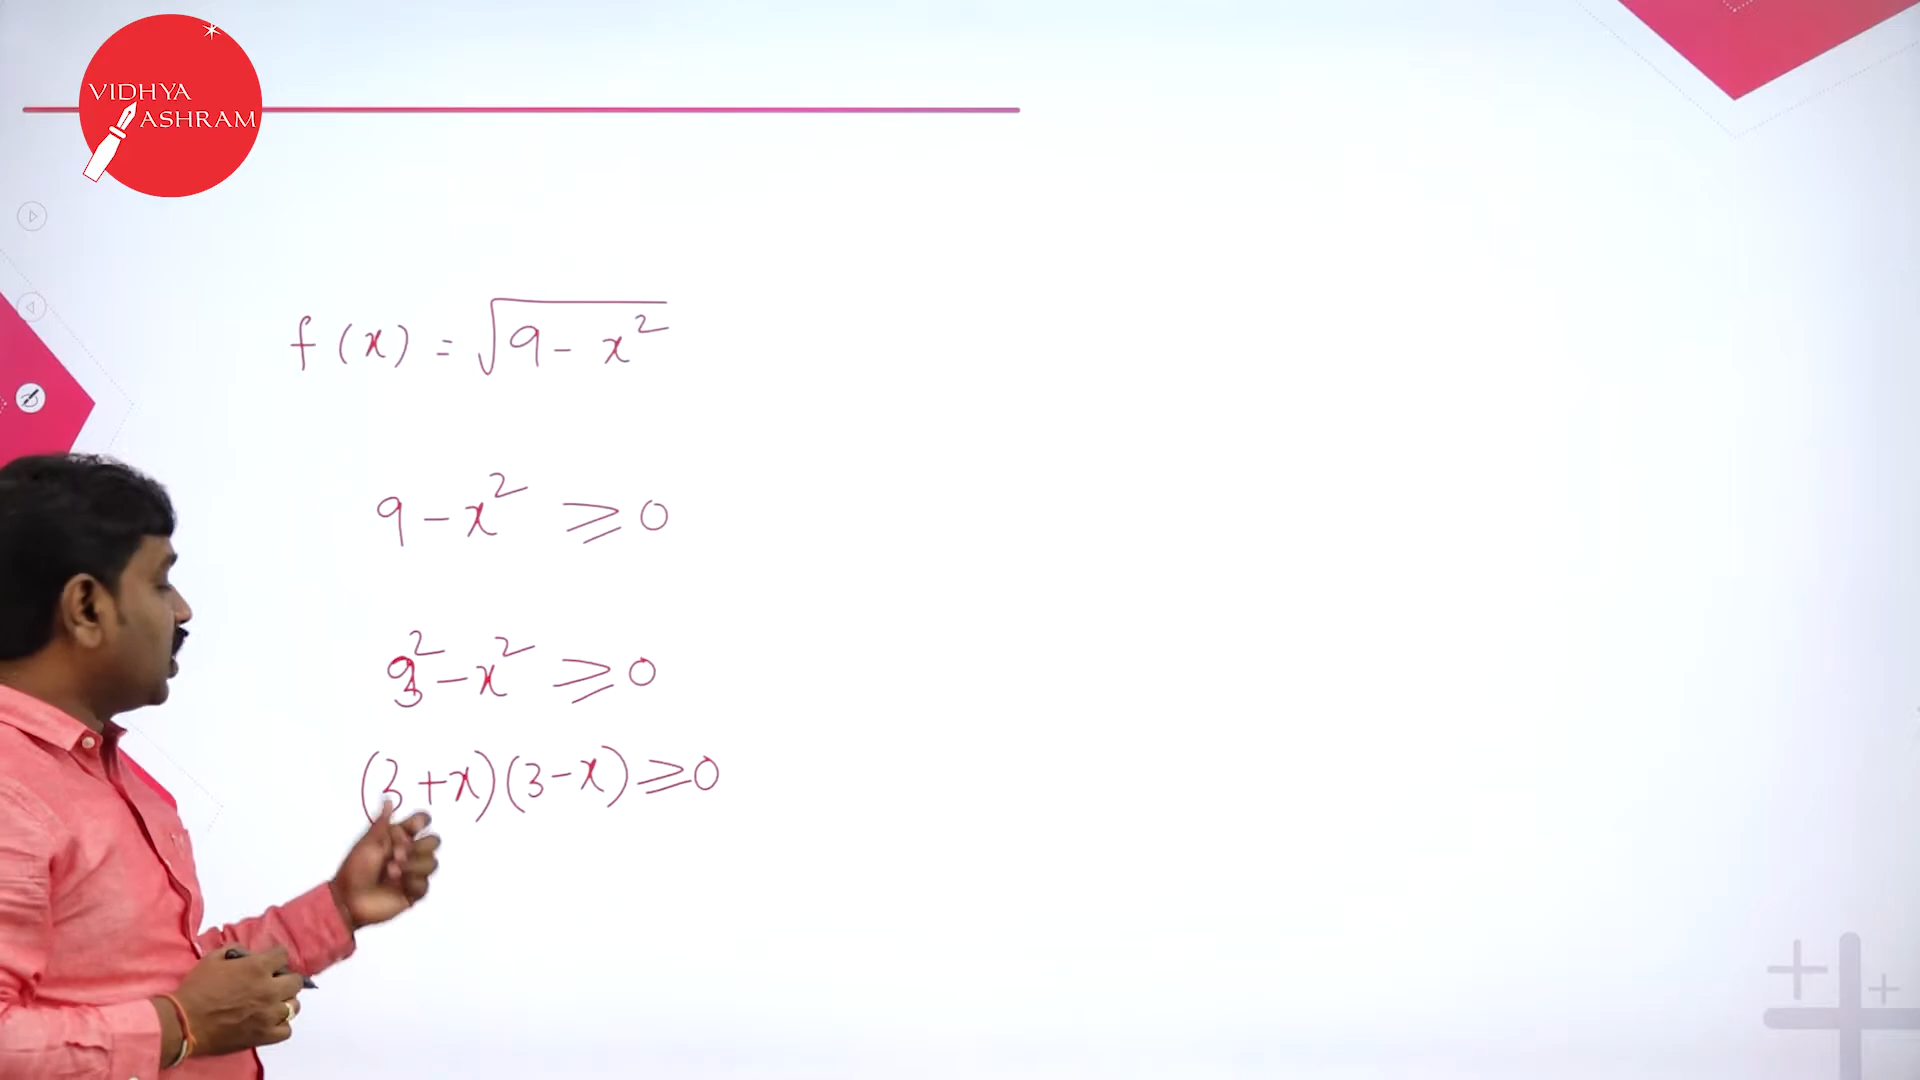 VIDHYA
ASHRAM
f(x) = √(9 - x²)
9 - x² ≥ 0
3² - x² ≥ 0
(3 + x)(3 - x) ≥ 0